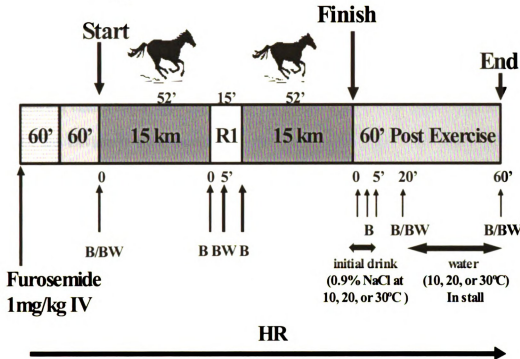 Finish
Start
End
52' 15' 52'
60' 60' 15 km R1 15 km 60' Post Exercise
0 0 5' 0 5' 20' 60'
B/BW B BW B B B/BW B/BW
Furosemide
1mg/kg IV
initial drink
(0.9% NaCl at
10, 20, or 30ºC )
water
(10, 20, or 30ºC)
In stall
HR